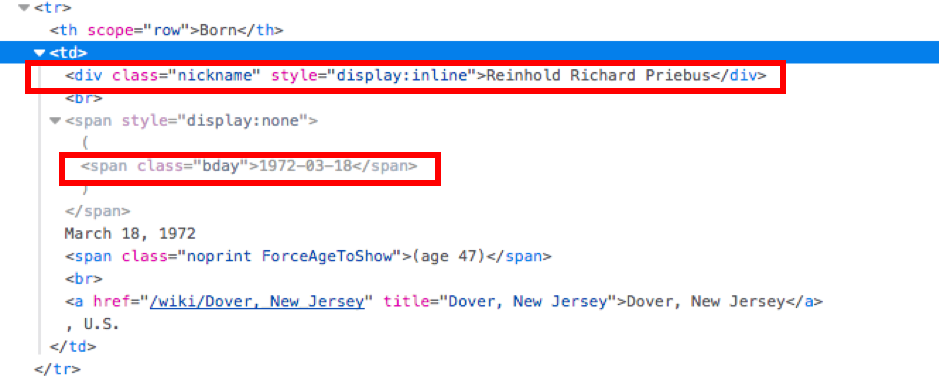 <tr>
<th scope="row">Born</th>
<td>
<div class="nickname" style="display:inline">Reinhold Richard Priebus</div>
<br>
<span style="display:none">
(
<span class="bday">1972-03-18</span>
)
</span>
March 18, 1972
<span class="noprint ForceAgeToShow">(age 47)</span>
<br>
<a href="/wiki/Dover, New Jersey" title="Dover, New Jersey">Dover, New Jersey</a>
, U.S.
</td>
</tr>